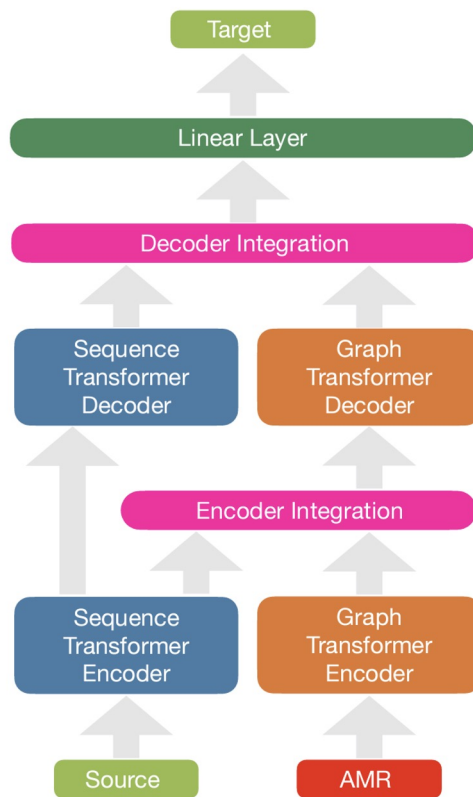 Target
Linear Layer
Decoder Integration
Sequence
Transformer
Decoder
Graph
Transformer
Decoder
Encoder Integration
Sequence
Transformer
Encoder
Graph
Transformer
Encoder
Source
AMR